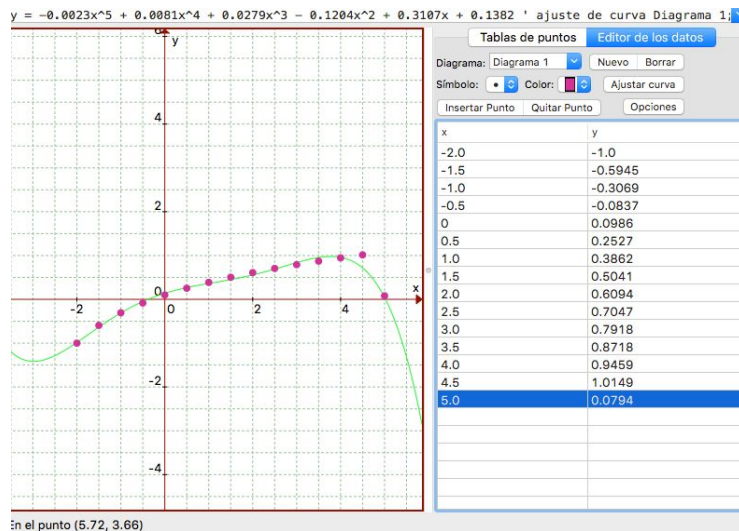 y = −0.0023x^5 + 0.0081x^4 + 0.0279x^3 − 0.1204x^2 + 0.3107x + 0.1382 ' ajuste de curva Diagrama 1;
Tablas de puntos Editor de los datos
Diagrama: Diagrama 1 Nuevo Borrar
Símbolo: • Color: Ajustar curva
Insertar Punto Quitar Punto Opciones
x y
-2.0 -1.0
-1.5 -0.5945
-1.0 -0.3069
-0.5 -0.0837
0 0.0986
0.5 0.2527
1.0 0.3862
1.5 0.5041
2.0 0.6094
2.5 0.7047
3.0 0.7918
3.5 0.8718
4.0 0.9459
4.5 1.0149
5.0 0.0794
6
y
4
2
0
x
-2 0 2 4
-2
-4
En el punto (5.72, 3.66)